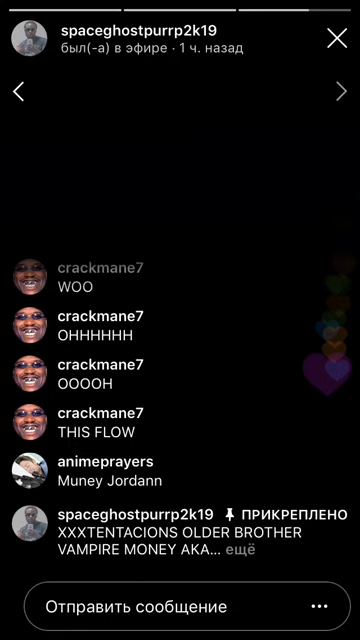 spaceghostpurrp2k19
был(-а) в эфире · 1 ч. назад
crackmane7
WOO
crackmane7
OHHHHHH
crackmane7
OOOOH
crackmane7
THIS FLOW
animeprayers
Muney Jordann
spaceghostpurrp2k19 ПРИКРЕПЛЕНО
XXXTENTACIONS OLDER BROTHER
VAMPIRE MONEY AKA... ещё
Отправить сообщение